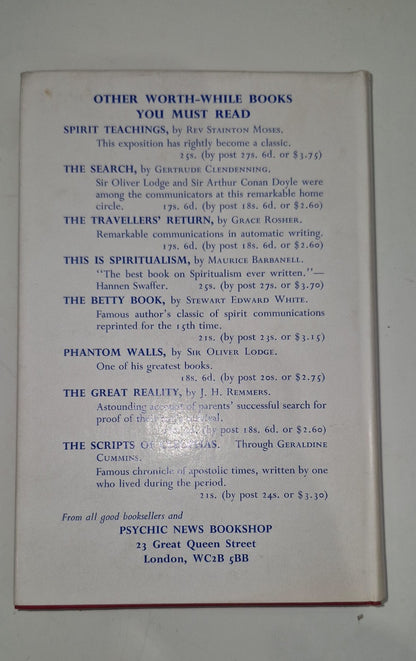 OTHER WORTH-WHILE BOOKS
YOU MUST READ
SPIRIT TEACHINGS, by REV STAINTON MOSES.
This exposition has rightly become a classic.
25s. (by post 27s. 6d. or $3.75)
THE SEARCH, by GERTRUDE CLENDENNING.
Sir Oliver Lodge and Sir Arthur Conan Doyle were
among the communicators at this remarkable home
circle. 17s. 6d. (by post 18s. 6d. or $2.60)
THE TRAVELLERS' RETURN, by GRACE ROSHER.
Remarkable communications in automatic writing.
17s. 6d. (by post 18s. 6d. or $2.60)
THIS IS SPIRITUALISM, by MAURICE BARBANELL.
"The best book on Spiritualism ever written."—
Hannen Swaffer. 25s. (by post 27s. or $3.70)
THE BETTY BOOK, by STEWART EDWARD WHITE.
Famous author's classic of spirit communications
reprinted for the 15th time.
21s. (by post 23s. or $3.15)
PHANTOM WALLS, by SIR OLIVER LODGE.
One of his greatest books.
18s. 6d. (by post 20s. or $2.75)
THE GREAT REALITY, by J. H. REMMERS.
Astounding account of parents' successful search for
proof of
by post 18s. 6d. or $2.60)
THE SCRIPTS Through GERALDINE
CUMMINS.
Famous chronicle of apostolic times, written by one
who lived during the period.
21s. (by post 24s. or $3.30)
From all good booksellers and
PSYCHIC NEWS BOOKSHOP
23 Great Queen Street
London, WC2B 5BB